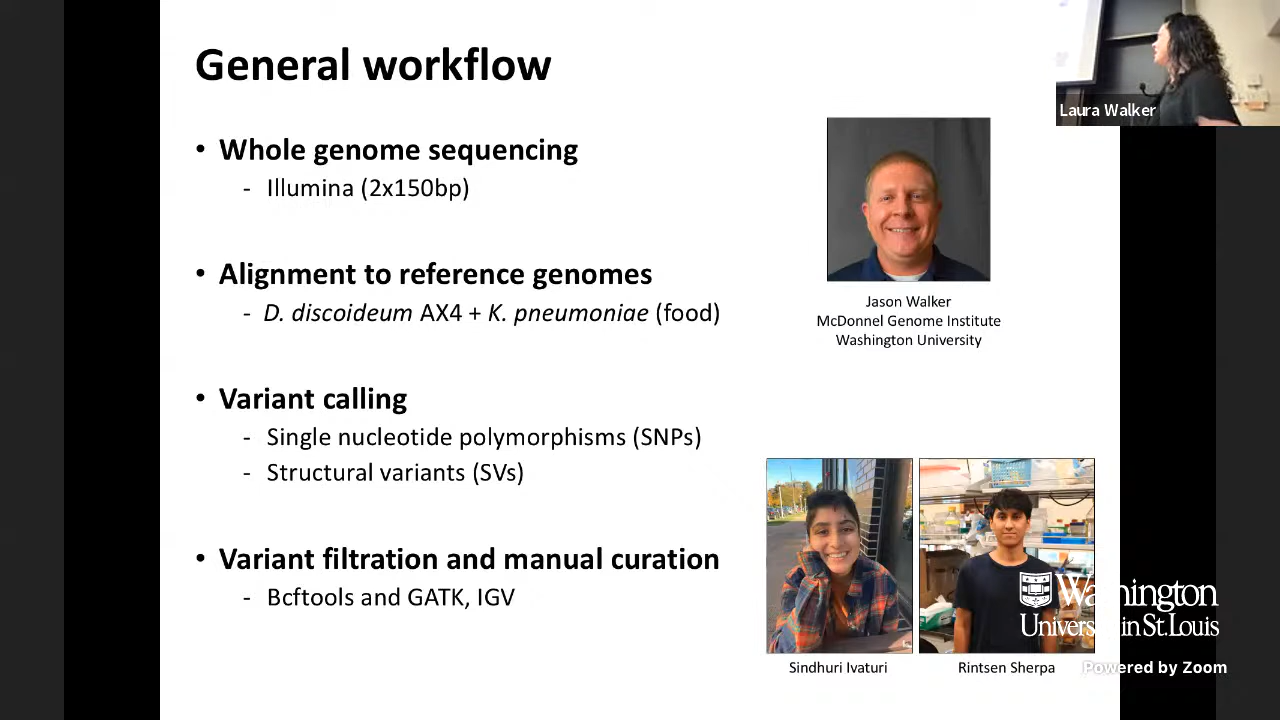 General workflow
Laura Walker
• Whole genome sequencing
- Illumina (2x150bp)
• Alignment to reference genomes
- D. discoideum AX4 + K. pneumoniae (food)
Jason Walker
McDonnel Genome Institute
Washington University
• Variant calling
- Single nucleotide polymorphisms (SNPs)
- Structural variants (SVs)
• Variant filtration and manual curation
- Bcftools and GATK, IGV
Sindhuri Ivaturi
Rintsen Sherpa
Washington
University in St. Louis
Powered by Zoom